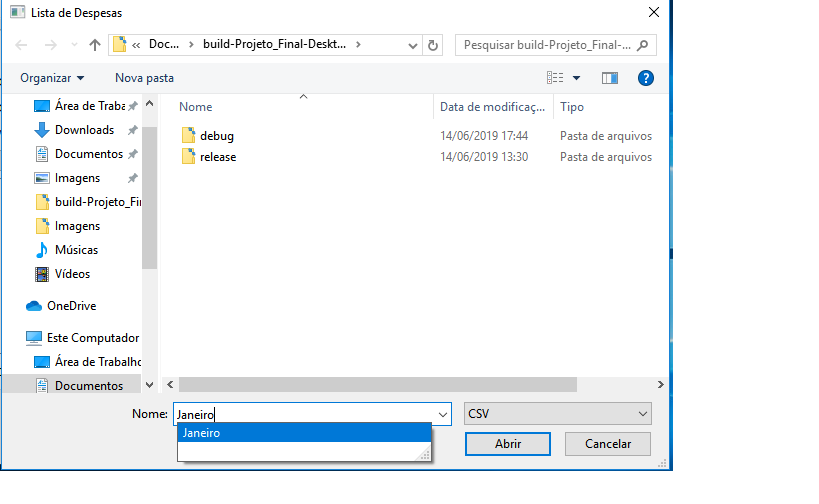 Lista de Despesas
« Doc... > build-Projeto_Final-Deskt... >
Pesquisar build-Projeto_Final-...
Organizar
Nova pasta
?
Nome
Data de modificaç...
Tipo
Área de Traba
Downloads
Documentos
Imagens
build-Projeto_Fi
Imagens
Músicas
Vídeos
OneDrive
Este Computador
Área de Trabalho
Documentos
debug 14/06/2019 17:44 Pasta de arquivos
release 14/06/2019 13:30 Pasta de arquivos
Nome: Janeiro
CSV
Janeiro
Abrir
Cancelar